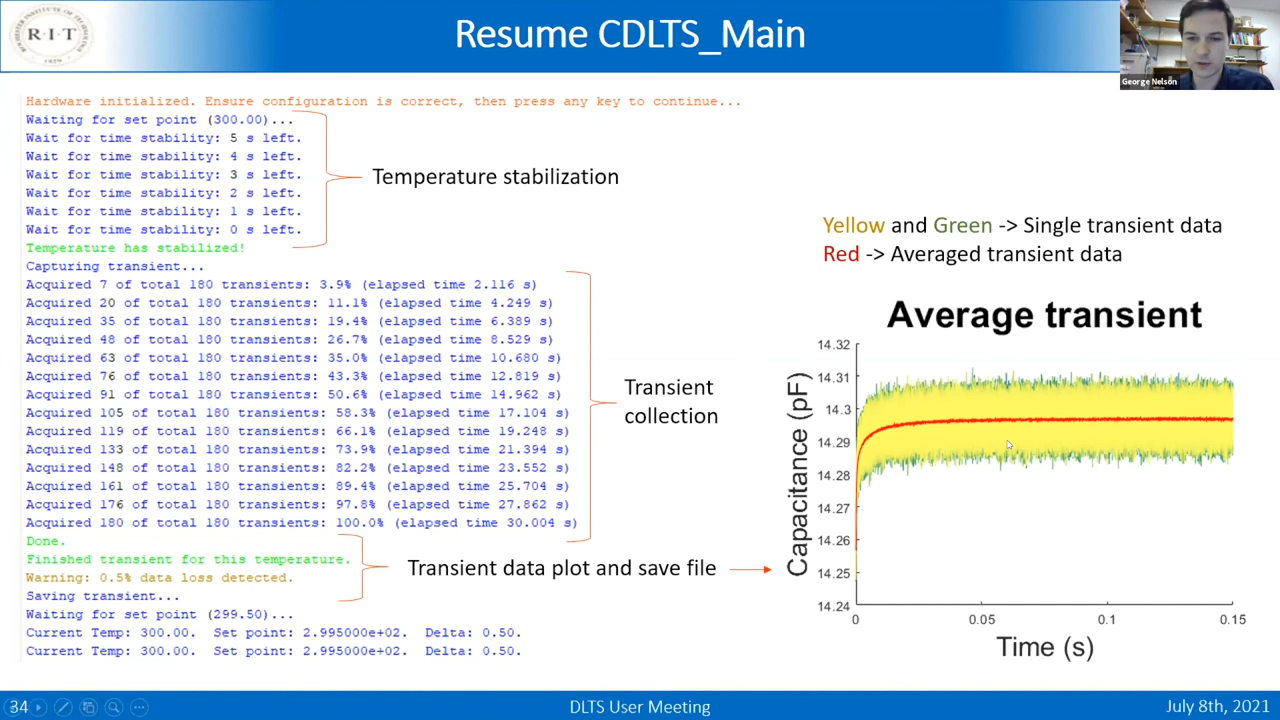 Resume CDLTS_Main
R·I·T
George Nelson
Hardware initialized. Ensure configuration is correct, then press any key to continue...
Waiting for set point (300.00)...
Wait for time stability: 5 s left.
Wait for time stability: 4 s left.
Wait for time stability: 3 s left.
Wait for time stability: 2 s left.
Wait for time stability: 1 s left.
Wait for time stability: 0 s left.
Temperature has stabilized!
Temperature stabilization
Capturing transient...
Acquired 7 of total 180 transients: 3.9% (elapsed time 2.116 s)
Acquired 20 of total 180 transients: 11.1% (elapsed time 4.249 s)
Acquired 35 of total 180 transients: 19.4% (elapsed time 6.389 s)
Acquired 48 of total 180 transients: 26.7% (elapsed time 8.529 s)
Acquired 63 of total 180 transients: 35.0% (elapsed time 10.680 s)
Acquired 76 of total 180 transients: 43.3% (elapsed time 12.819 s)
Acquired 91 of total 180 transients: 50.6% (elapsed time 14.962 s)
Acquired 105 of total 180 transients: 58.3% (elapsed time 17.104 s)
Acquired 119 of total 180 transients: 66.1% (elapsed time 19.248 s)
Acquired 133 of total 180 transients: 73.9% (elapsed time 21.394 s)
Acquired 148 of total 180 transients: 82.2% (elapsed time 23.552 s)
Acquired 161 of total 180 transients: 89.4% (elapsed time 25.704 s)
Acquired 176 of total 180 transients: 97.8% (elapsed time 27.862 s)
Acquired 180 of total 180 transients: 100.0% (elapsed time 30.004 s)
Transient
collection
Done.
Finished transient for this temperature.
Warning: 0.5% data loss detected.
Saving transient...
Transient data plot and save file
Waiting for set point (299.50)...
Current Temp: 300.00. Set point: 2.995000e+02. Delta: 0.50.
Current Temp: 300.00. Set point: 2.995000e+02. Delta: 0.50.
Yellow and Green -> Single transient data
Red -> Averaged transient data
Average transient
Capacitance (pF)
14.32
14.31
14.3
14.29
14.28
14.27
14.26
14.25
14.24
0 0.05 0.1 0.15
Time (s)
34
DLTS User Meeting
July 8th, 2021